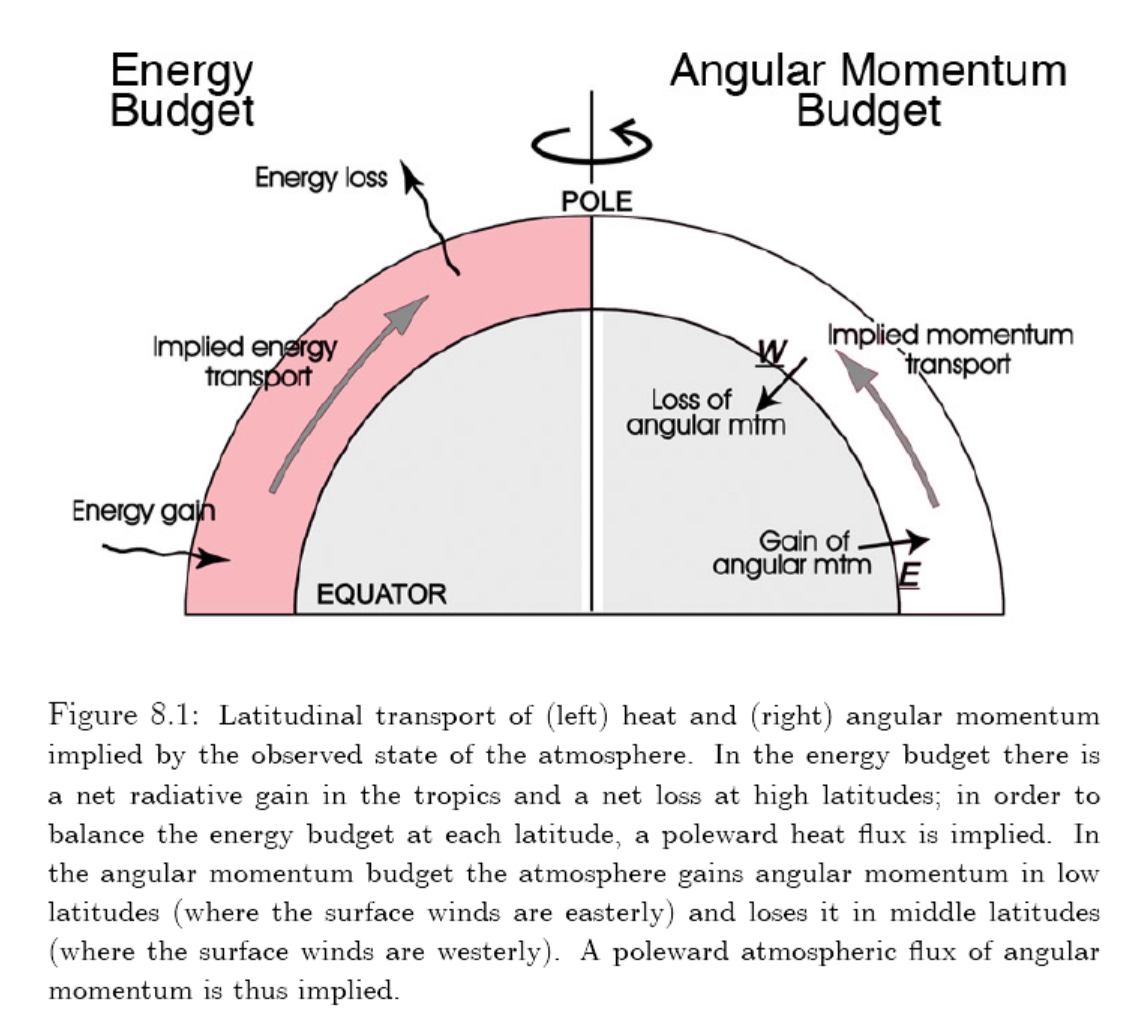 Energy
Budget
Angular Momentum
Budget
Energy loss
POLE
Implied energy
transport
W
Implied momentum
transport
Loss of
angular mtm
Energy gain
Gain of
angular mtm
E
EQUATOR
Figure 8.1: Latitudinal transport of (left) heat and (right) angular momentum
implied by the observed state of the atmosphere. In the energy budget there is
a net radiative gain in the tropics and a net loss at high latitudes; in order to
balance the energy budget at each latitude, a poleward heat flux is implied. In
the angular momentum budget the atmosphere gains angular momentum in low
latitudes (where the surface winds are easterly) and loses it in middle latitudes
(where the surface winds are westerly). A poleward atmospheric flux of angular
momentum is thus implied.